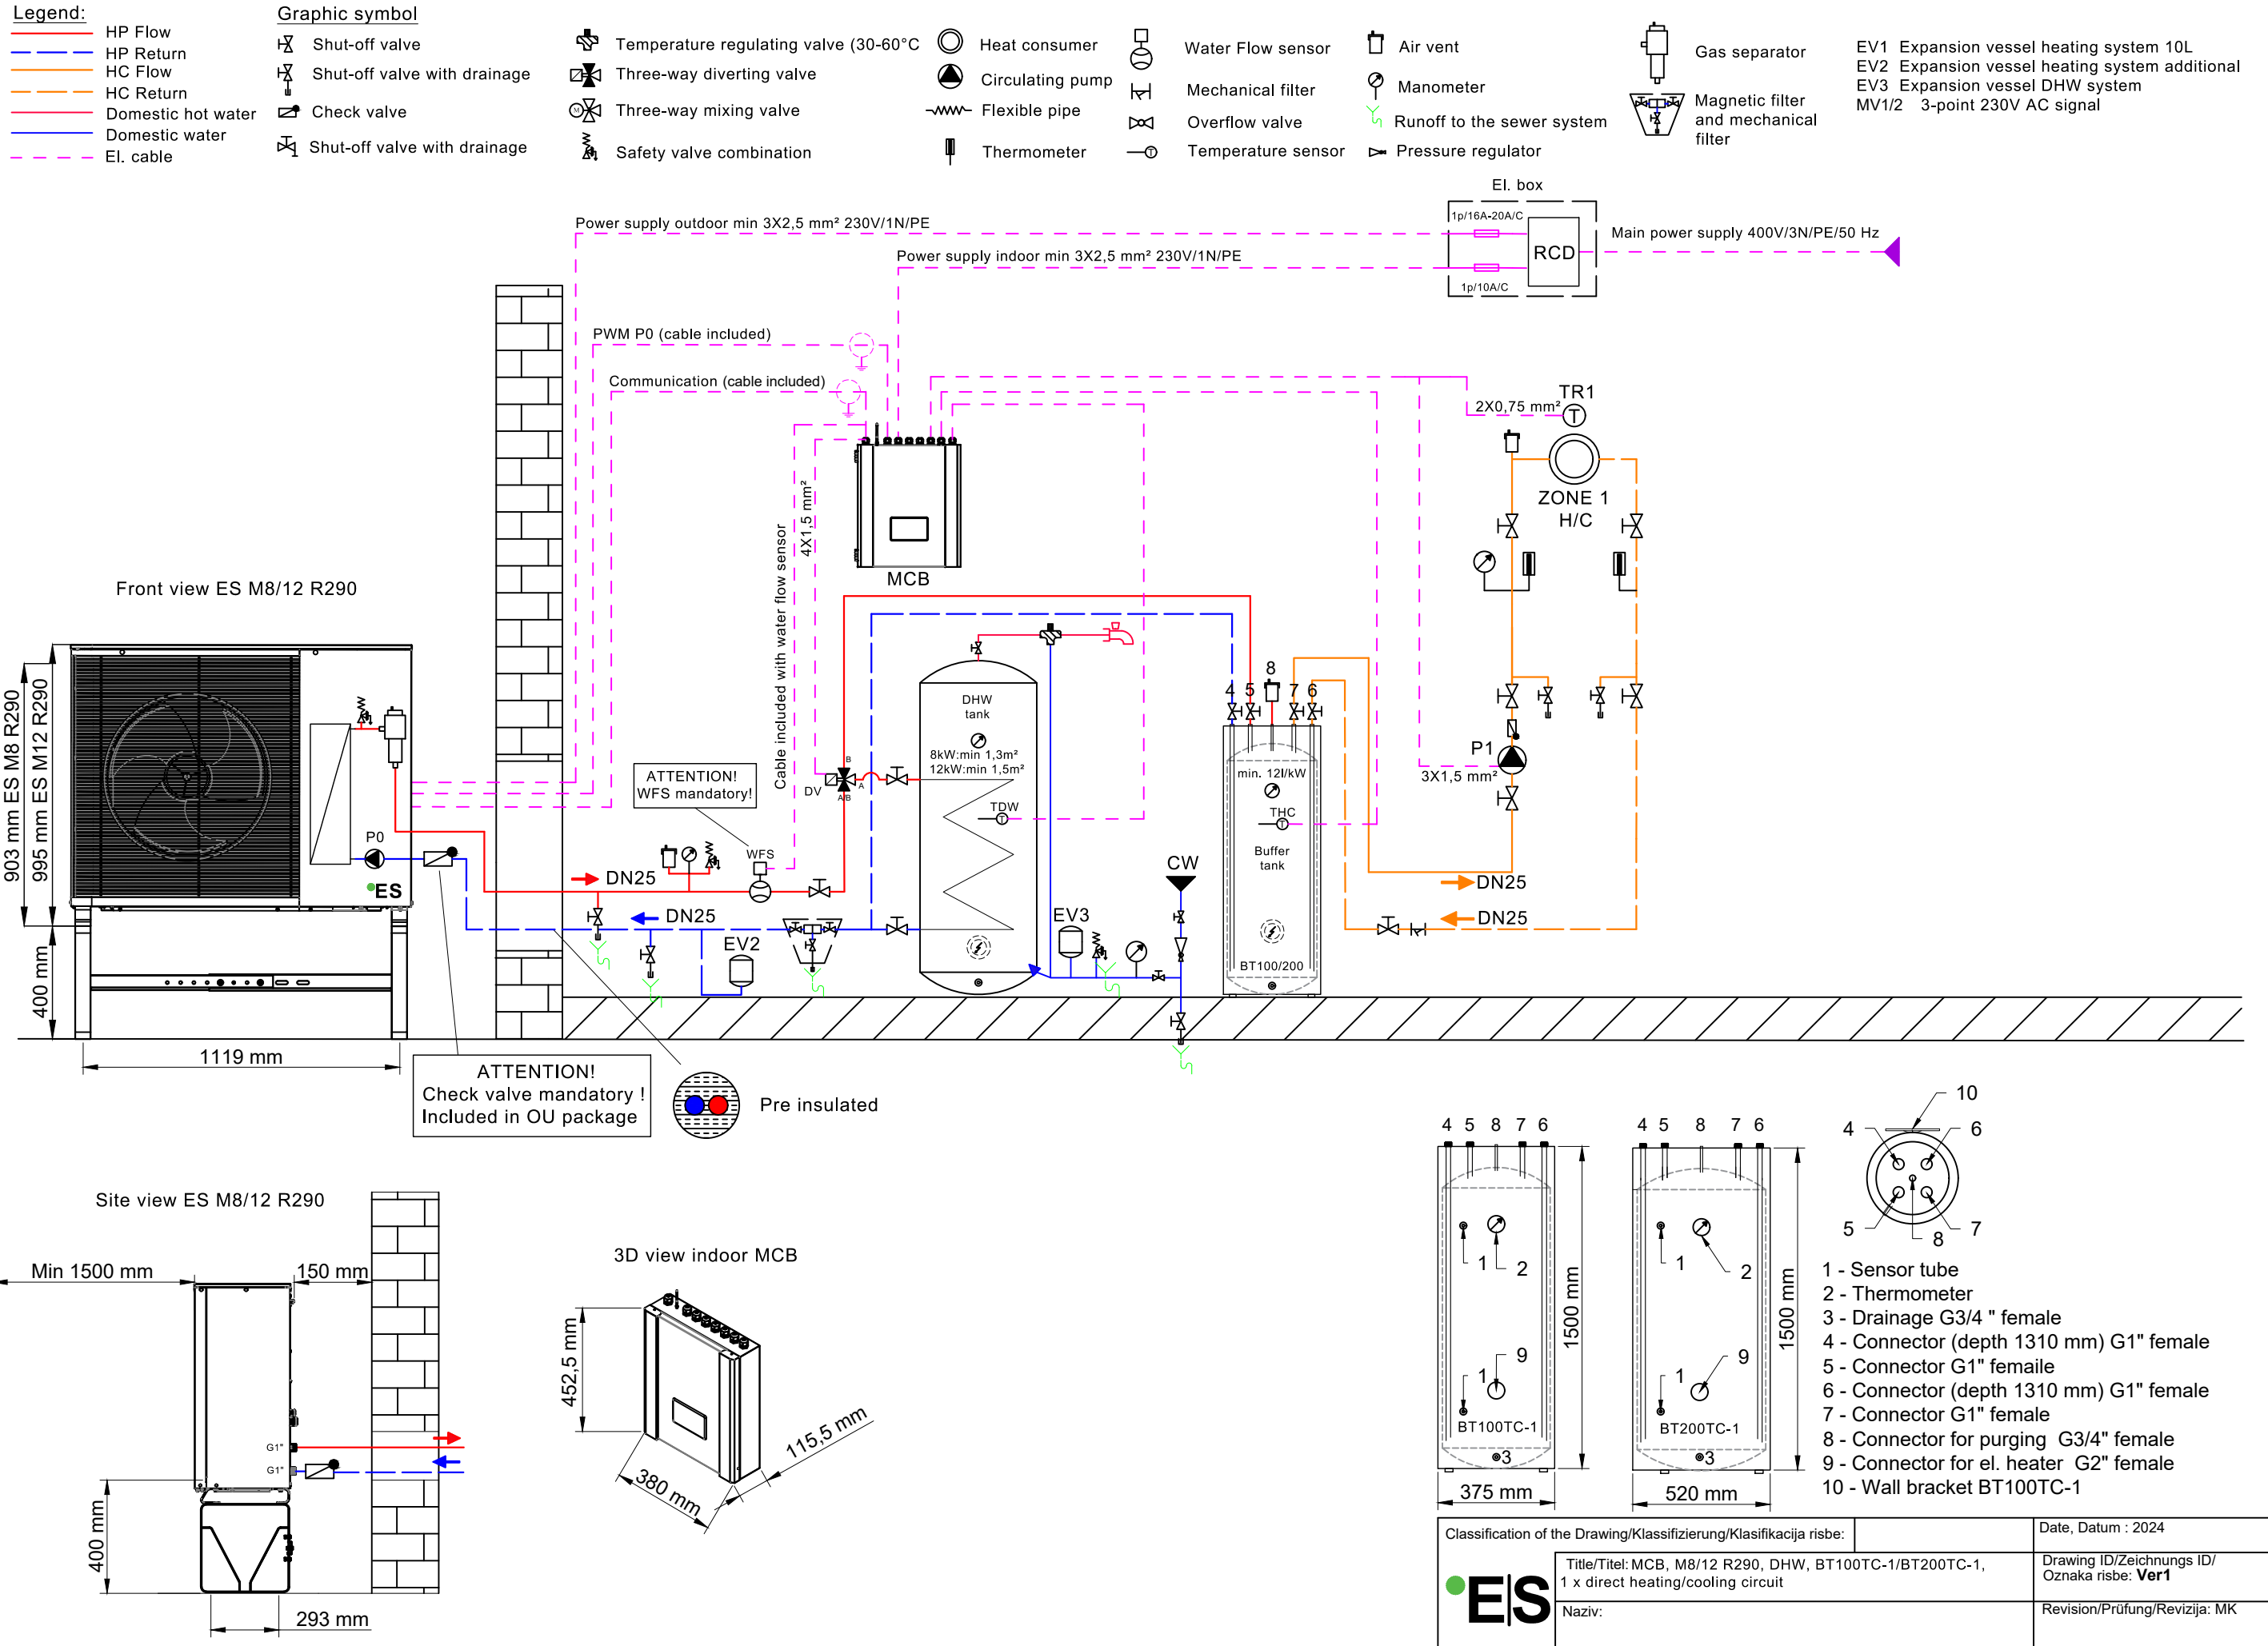 Legend:
HP Flow
HP Return
HC Flow
HC Return
Domestic hot water
Domestic water
El. cable
Graphic symbol
Shut-off valve
Shut-off valve with drainage
Check valve
Shut-off valve with drainage
Temperature regulating valve (30-60°C
Three-way diverting valve
M
Three-way mixing valve
Safety valve combination
Heat consumer
Circulating pump
Flexible pipe
Thermometer
Water Flow sensor
Mechanical filter
Overflow valve
T
Temperature sensor
Air vent
Manometer
Runoff to the sewer system
Pressure regulator
Gas separator
Magnetic filter
and mechanical
filter
EV1 Expansion vessel heating system 10L
EV2 Expansion vessel heating system additional
EV3 Expansion vessel DHW system
MV1/2 3-point 230V AC signal
El. box
1p/16A-20A/C
RCD
1p/10A/C
Main power supply 400V/3N/PE/50 Hz
Power supply outdoor min 3X2,5 mm² 230V/1N/PE
Power supply indoor min 3X2,5 mm² 230V/1N/PE
PWM P0 (cable included)
Communication (cable included)
TR1
T
2X0,75 mm²
ZONE 1
H/C
MCB
4X1,5 mm²
Cable included with water flow sensor
Front view ES M8/12 R290
903 mm ES M8 R290
995 mm ES M12 R290
400 mm
1119 mm
P0
ES
ATTENTION!
WFS mandatory!
WFS
DV
B
A
A/B
DN25
DN25
EV2
DHW
tank
8kW:min 1,3m²
12kW:min 1,5m²
TDW
T
EV3
CW
4 5 8 7 6
min. 12l/kW
THC
T
Buffer
tank
BT100/200
P1
3X1,5 mm²
DN25
DN25
ATTENTION!
Check valve mandatory !
Included in OU package
Pre insulated
Site view ES M8/12 R290
Min 1500 mm
150 mm
G1"
G1"
400 mm
293 mm
3D view indoor MCB
452,5 mm
380 mm
115,5 mm
4 5 8 7 6
1
2
9
1
BT100TC-1
3
375 mm
1500 mm
4 5 8 7 6
1
2
9
1
BT200TC-1
3
520 mm
1500 mm
10
4
6
5
7
8
1 - Sensor tube
2 - Thermometer
3 - Drainage G3/4 " female
4 - Connector (depth 1310 mm) G1" female
5 - Connector G1" femaile
6 - Connector (depth 1310 mm) G1" female
7 - Connector G1" female
8 - Connector for purging G3/4" female
9 - Connector for el. heater G2" female
10 - Wall bracket BT100TC-1
Classification of the Drawing/Klassifizierung/Klasifikacija risbe:
Date, Datum : 2024
E|S
Title/Titel: MCB, M8/12 R290, DHW, BT100TC-1/BT200TC-1,
1 x direct heating/cooling circuit
Drawing ID/Zeichnungs ID/
Oznaka risbe: Ver1
Naziv:
Revision/Prüfung/Revizija: MK